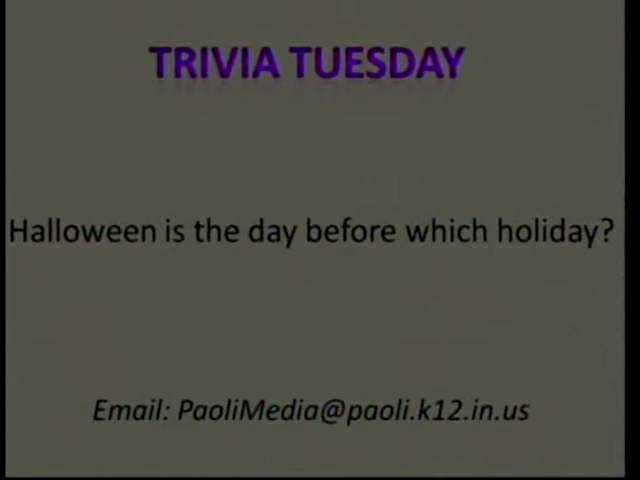 TRIVIA TUESDAY
Halloween is the day before which holiday?
Email: PaoliMedia@paoli.k12.in.us